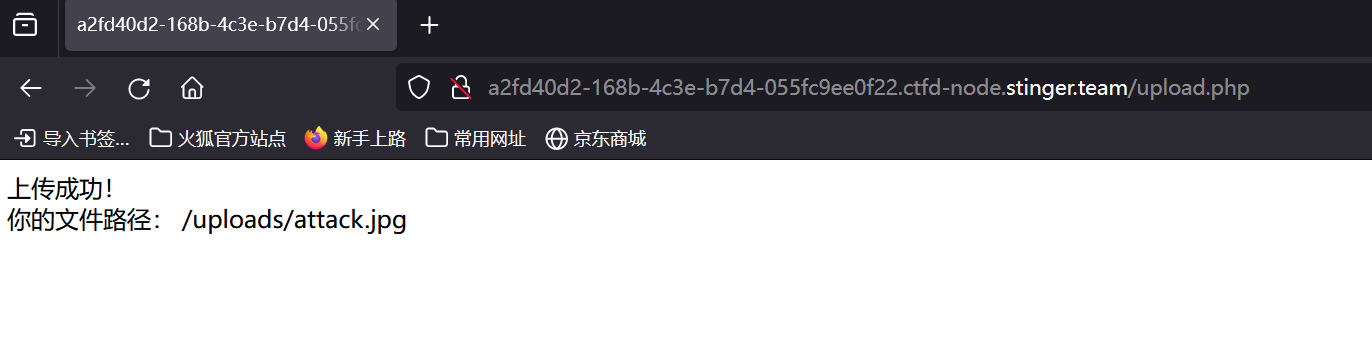 a2fd40d2-168b-4c3e-b7d4-055fc
a2fd40d2-168b-4c3e-b7d4-055fc9ee0f22.ctfd-node.stinger.team/upload.php
导入书签... 火狐官方站点 新手上路 常用网址 京东商城
上传成功！
你的文件路径： /uploads/attack.jpg